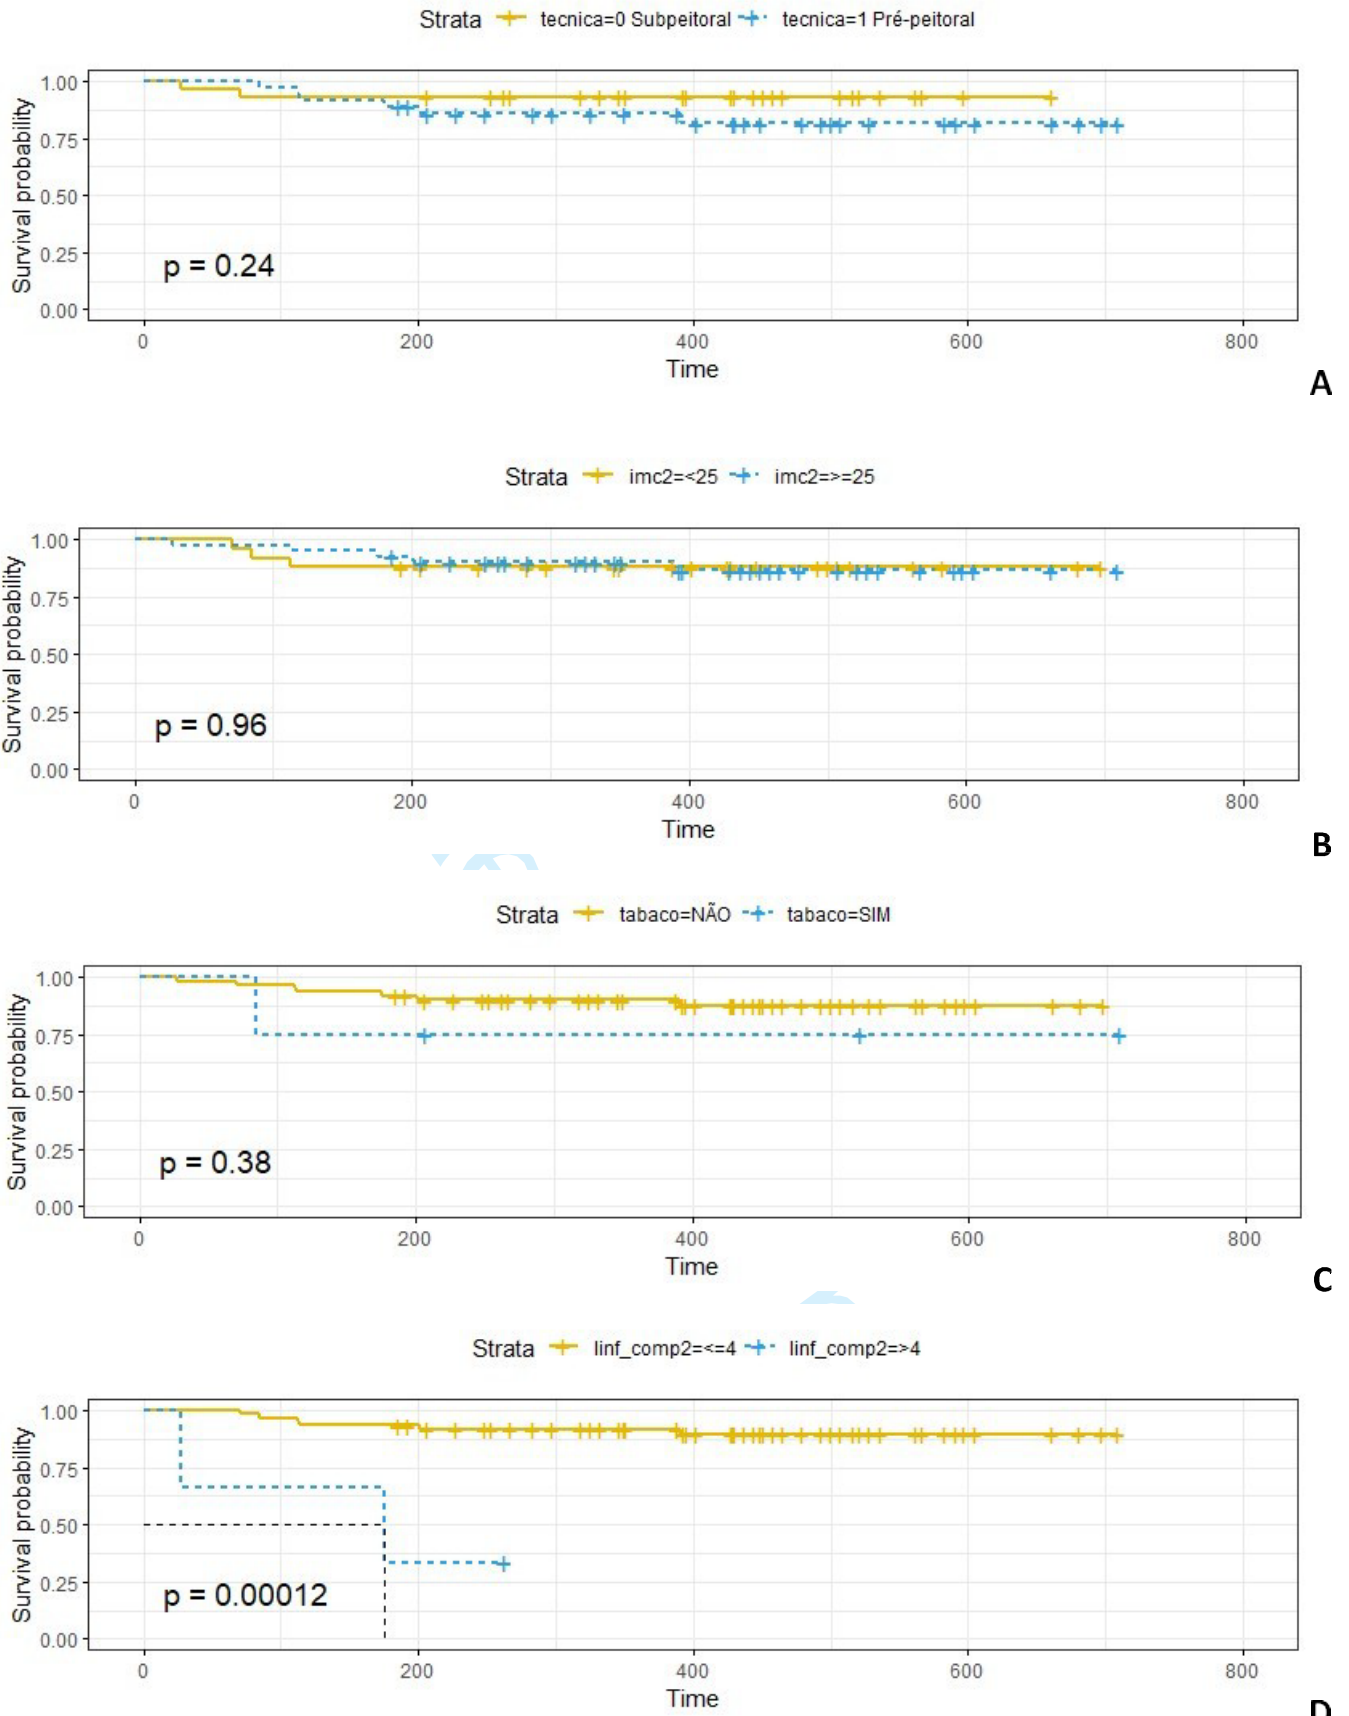 Strata tecnica=0 Subpeitoral tecnica=1 Pré-peitoral
Survival probability
1.00
0.75
0.50
0.25
0.00
p = 0.24
0 200 400 600 800
Time
A
Strata imc2=<25 imc2=>=25
Survival probability
1.00
0.75
0.50
0.25
0.00
p = 0.96
0 200 400 600 800
Time
B
Strata tabaco=NÃO tabaco=SIM
Survival probability
1.00
0.75
0.50
0.25
0.00
p = 0.38
0 200 400 600 800
Time
C
Strata linf_comp2=<=4 linf_comp2=>4
Survival probability
1.00
0.75
0.50
0.25
0.00
p = 0.00012
0 200 400 600 800
Time
D